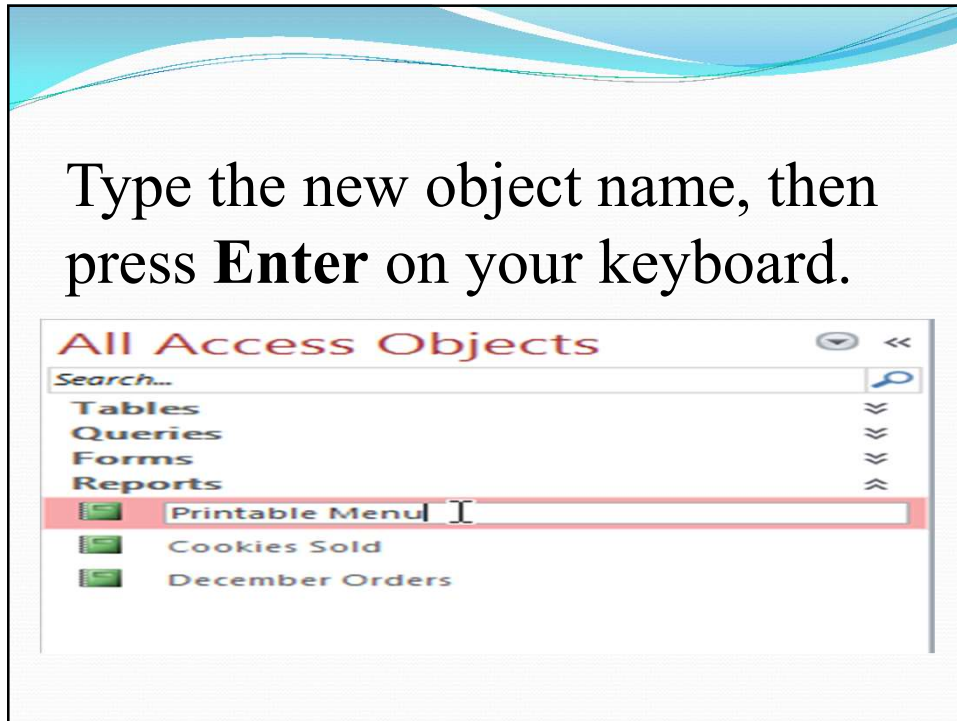 Type the new object name, then
press Enter on your keyboard.
All Access Objects
Search...
Tables
Queries
Forms
Reports
Printable Menu
Cookies Sold
December Orders